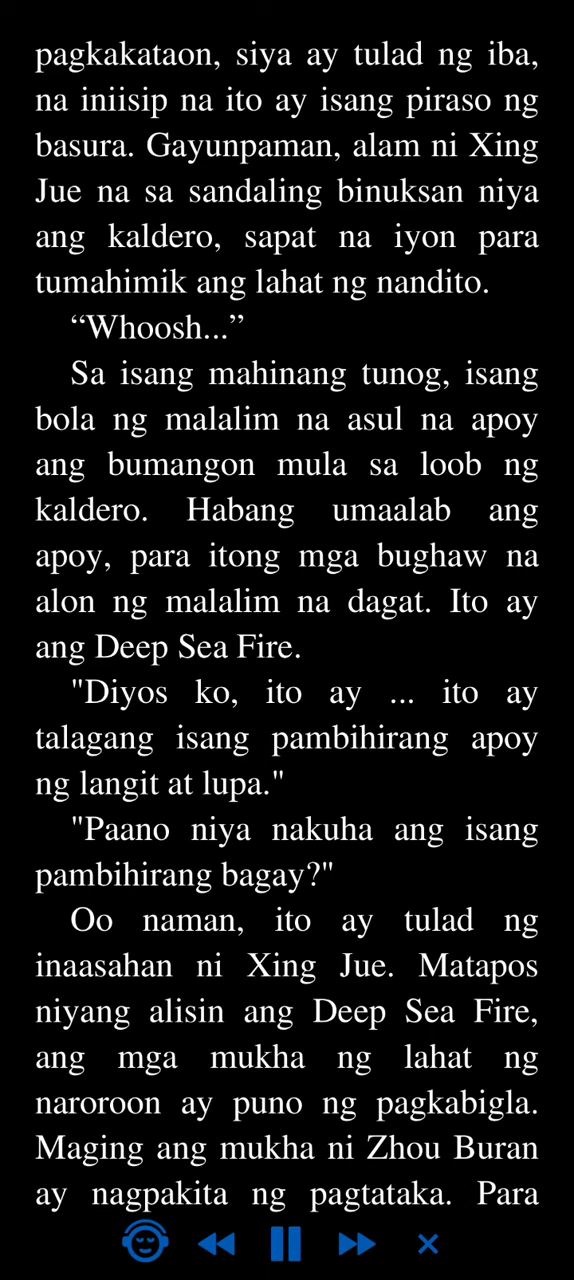 pagkakataon, siya ay tulad ng iba,
na iniisip na ito ay isang piraso ng
basura. Gayunpaman, alam ni Xing
Jue na sa sandaling binuksan niya
ang kaldero, sapat na iyon para
tumahimik ang lahat ng nandito.
“Whoosh...”
Sa isang mahinang tunog, isang
bola ng malalim na asul na apoy
ang bumangon mula sa loob ng
kaldero. Habang umaalab ang
apoy, para itong mga bughaw na
alon ng malalim na dagat. Ito ay
ang Deep Sea Fire.
"Diyos ko, ito ay ... ito ay
talagang isang pambihirang apoy
ng langit at lupa."
"Paano niya nakuha ang isang
pambihirang bagay?"
Oo naman, ito ay tulad ng
inaasahan ni Xing Jue. Matapos
niyang alisin ang Deep Sea Fire,
ang mga mukha ng lahat ng
naroroon ay puno ng pagkabigla.
Maging ang mukha ni Zhou Buran
ay nagpakita ng pagtataka. Para